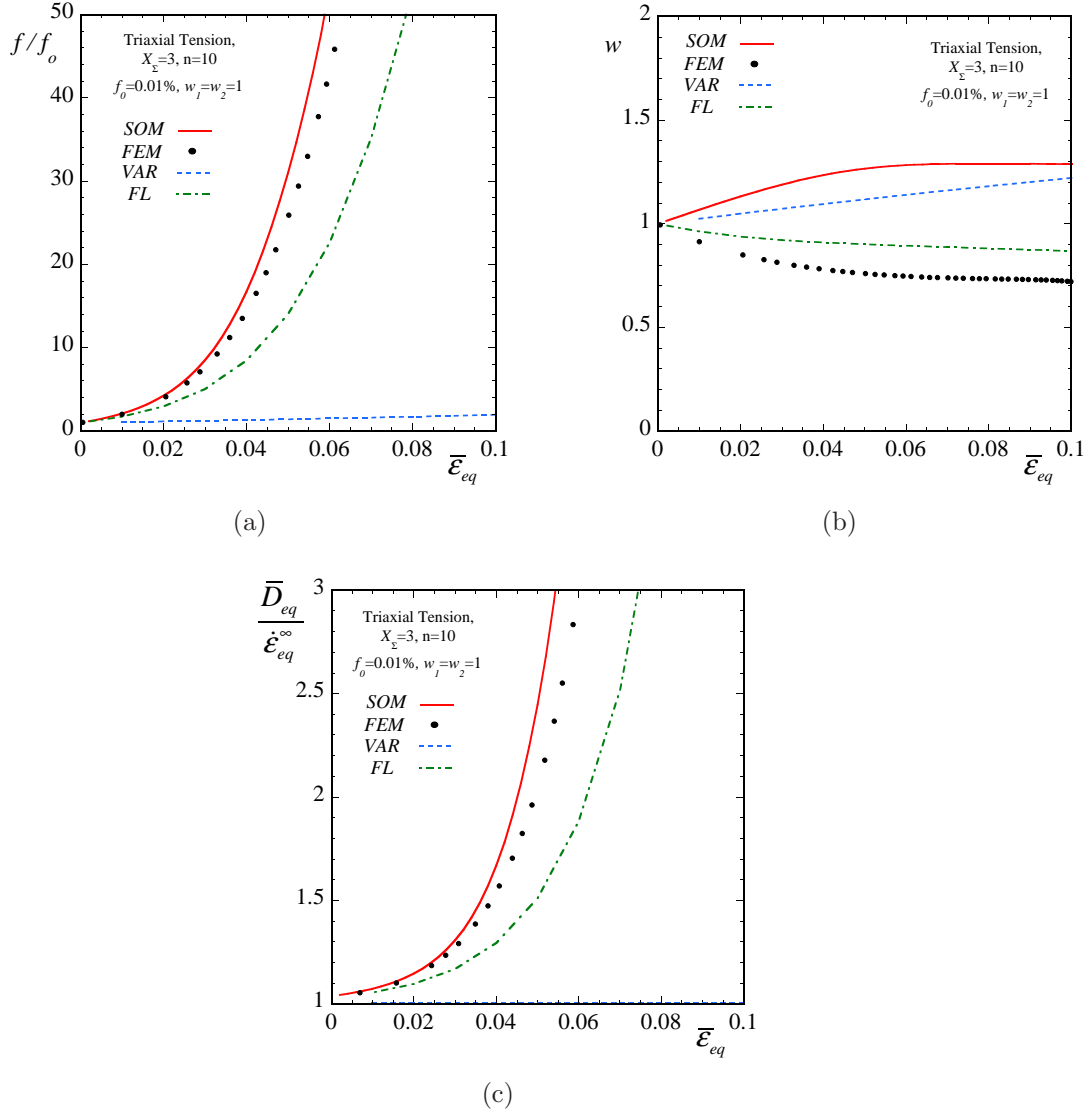 50
40
30
20
10
0
f/f_o
Triaxial Tension,
X_Σ=3, n=10
f_0=0.01%, w_1=w_2=1
SOM
FEM
VAR
FL
0 0.02 0.04 0.06 0.08 0.1
ε̅_eq
(a)
2
1.5
1
0.5
0
w
SOM
FEM
VAR
FL
Triaxial Tension,
X_Σ=3, n=10
f_0=0.01%, w_1=w_2=1
0 0.02 0.04 0.06 0.08 0.1
ε̅_eq
(b)
3
2.5
2
1.5
1
D̅_eq
ε̇^∞_eq
Triaxial Tension,
X_Σ=3, n=10
f_0=0.01%, w_1=w_2=1
SOM
FEM
VAR
FL
0 0.02 0.04 0.06 0.08 0.1
ε̅_eq
(c)